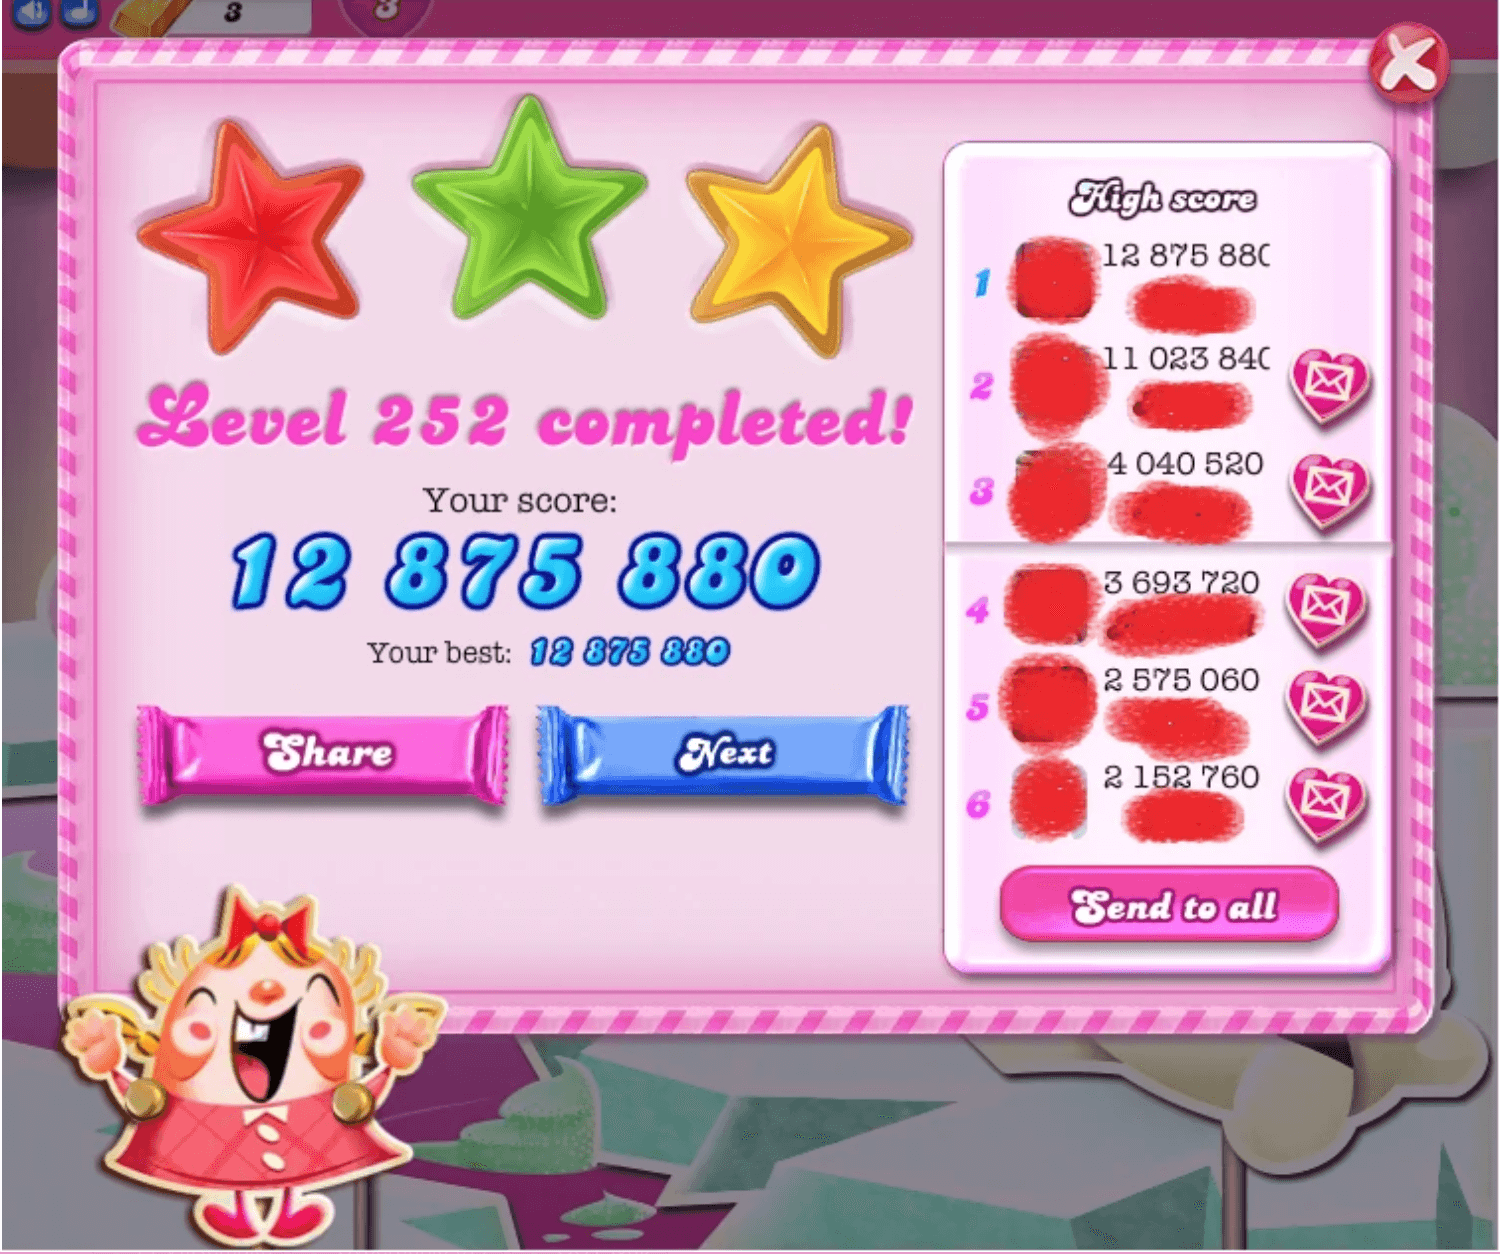 3
3
High score
1
12 875 880
2
11 023 840
3
4 040 520
4
3 693 720
5
2 575 060
6
2 152 760
Send to all
Level 252 completed!
Your score:
12 875 880
Your best: 12 875 880
Share
Next